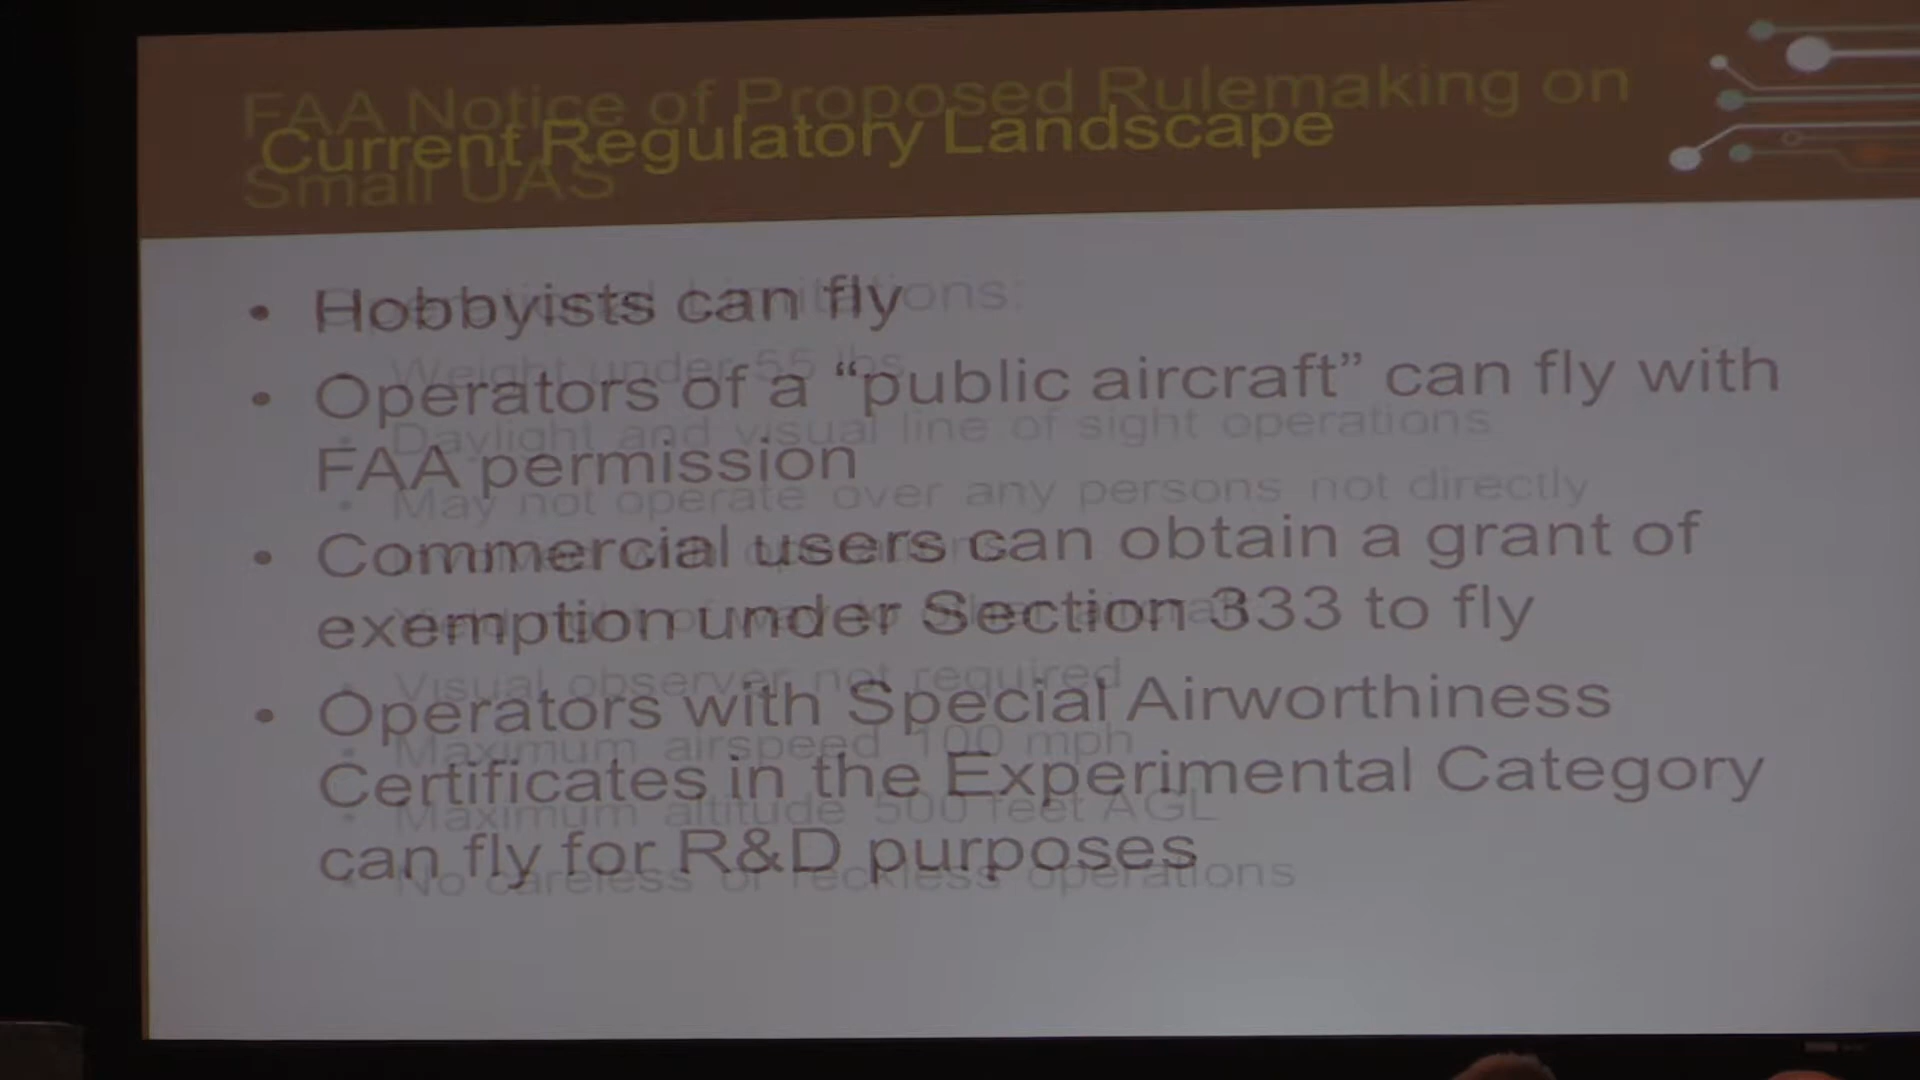 FAA Notice of Proposed Rulemaking on
Small UAS
Current Regulatory Landscape
• Hobbyists can fly
• Operators of a “public aircraft” can fly with
FAA permission
• Commercial users can obtain a grant of
exemption under Section 333 to fly
• Operators with Special Airworthiness
Certificates in the Experimental Category
can fly for R&D purposes
Weight under 55 lbs
• Daylight and visual line of sight operations
• May not operate over any persons not directly
• Visual observer not required
• Maximum airspeed 100 mph
• Maximum altitude 500 feet AGL
• No careless or reckless operations